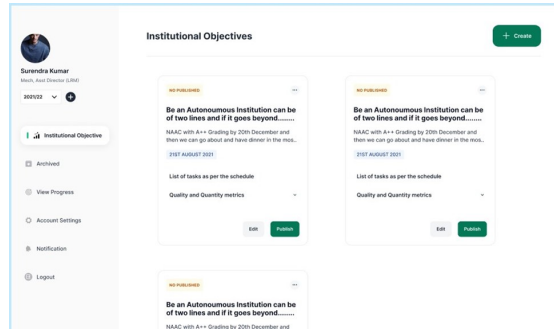 Institutional Objectives
+ Create
Surendra Kumar
Mech, Asst Director (LRM)
2021/22
Institutional Objective
Archived
View Progress
Account Settings
Notification
Logout
NO PUBLISHED
Be an Autonoumous Institution can be
of two lines and if it goes beyond........
NAAC with A++ Grading by 20th December and
then we can go about and have dinner in the mos..
21ST AUGUST 2021
List of tasks as per the schedule
Quality and Quantity metrics
Edit
Publish
NO PUBLISHED
Be an Autonoumous Institution can be
of two lines and if it goes beyond........
NAAC with A++ Grading by 20th December and
then we can go about and have dinner in the mos..
21ST AUGUST 2021
List of tasks as per the schedule
Quality and Quantity metrics
Edit
Publish
NO PUBLISHED
Be an Autonoumous Institution can be
of two lines and if it goes beyond........
NAAC with A++ Grading by 20th December and